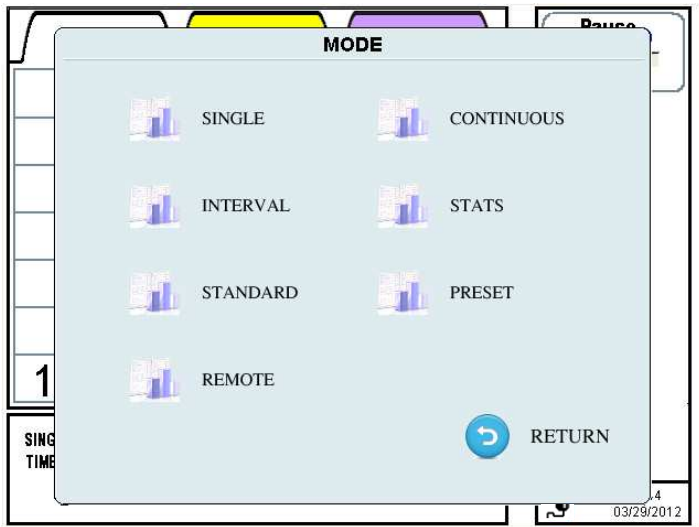 Pause
MODE
SINGLE CONTINUOUS
INTERVAL STATS
STANDARD PRESET
REMOTE
1
RETURN
SING
TIME
4
03/29/2012